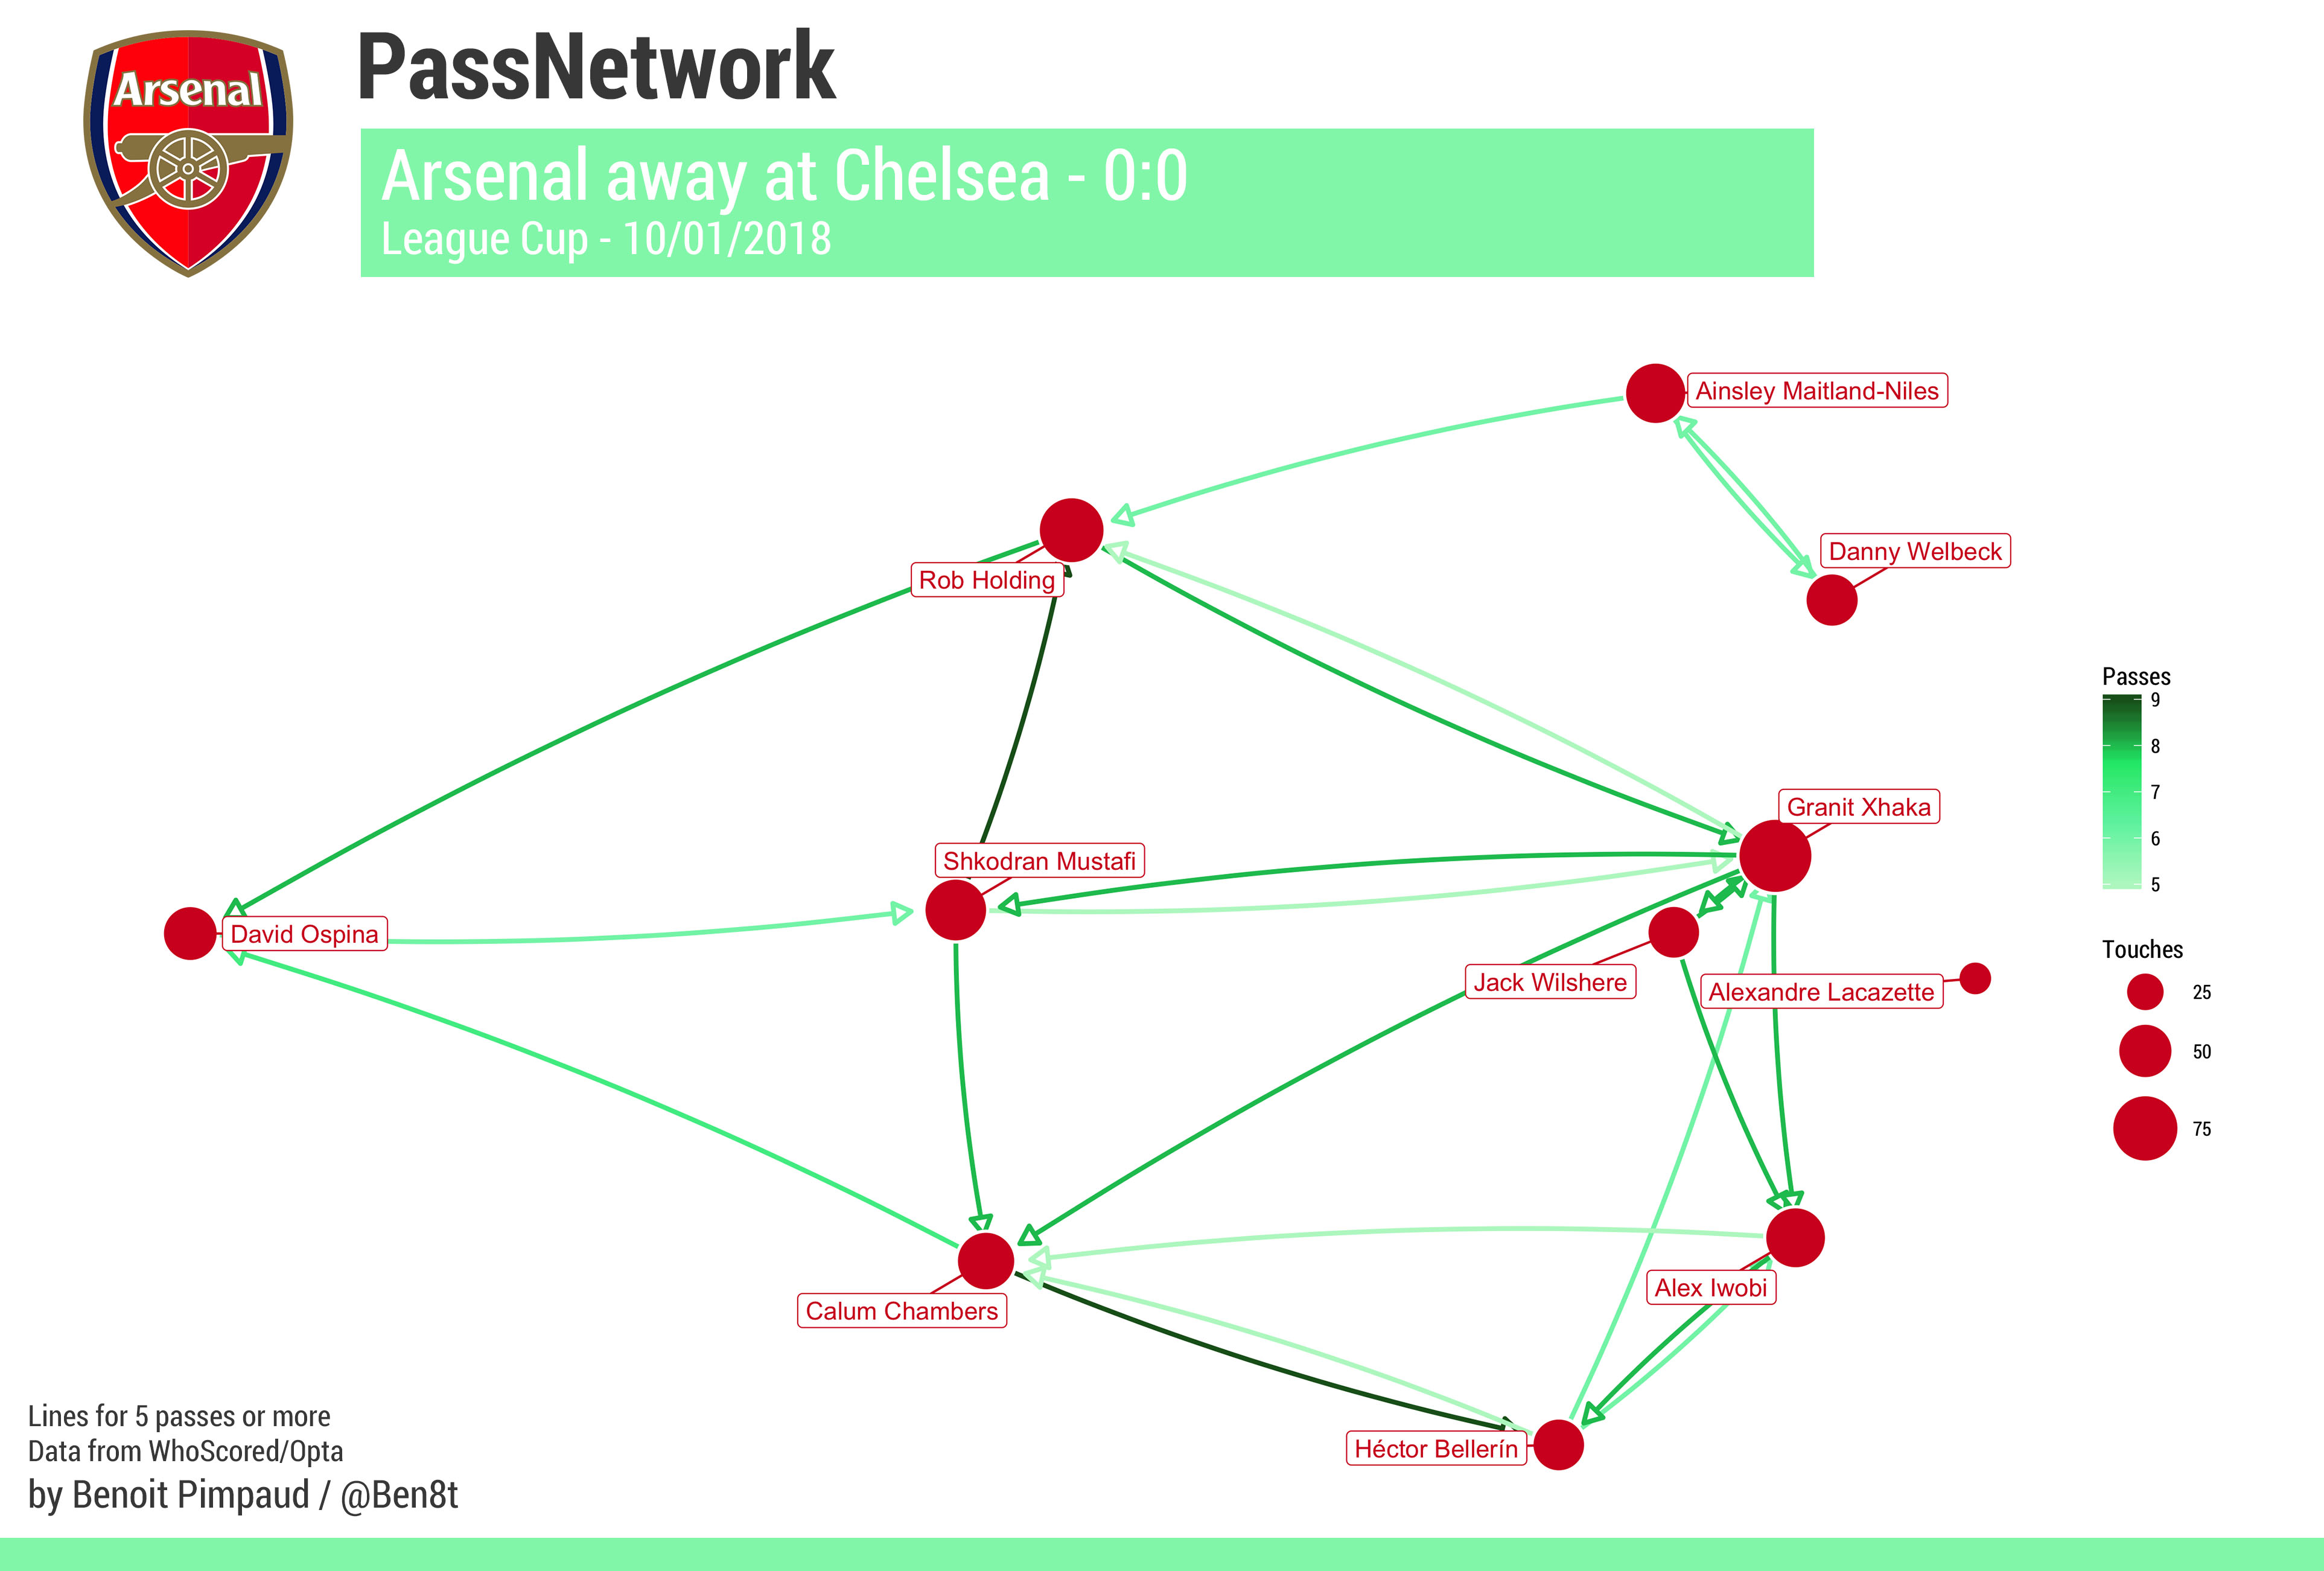 Arsenal
PassNetwork
Arsenal away at Chelsea - 0:0
League Cup - 10/01/2018
Ainsley Maitland-Niles
Danny Welbeck
Rob Holding
Passes
9
8
7
6
5
Granit Xhaka
Shkodran Mustafi
David Ospina
Jack Wilshere
Alexandre Lacazette
Touches
25
50
75
Alex Iwobi
Calum Chambers
Héctor Bellerín
Lines for 5 passes or more
Data from WhoScored/Opta
by Benoit Pimpaud / @Ben8t